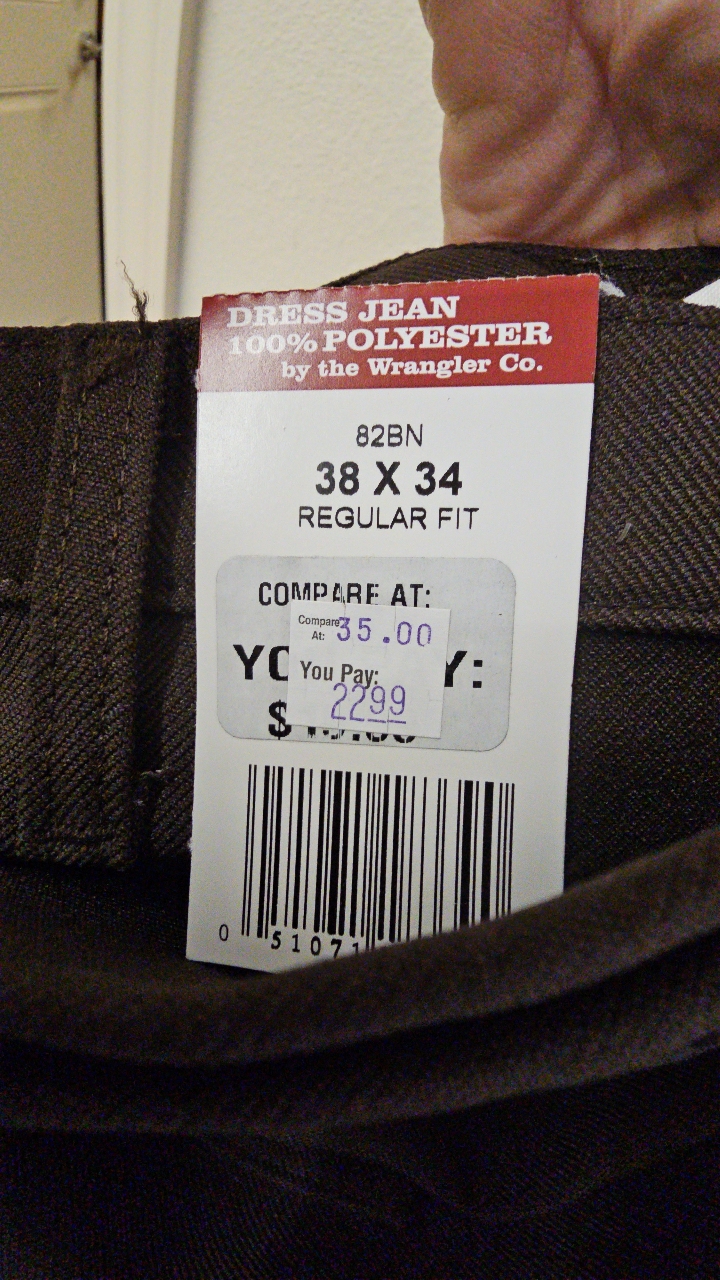 DRESS JEAN
100% POLYESTER
by the Wrangler Co.
82BN
38 X 34
REGULAR FIT
COMPARE AT:
Compare At: 35.00
You Pay:
2299
0 51071